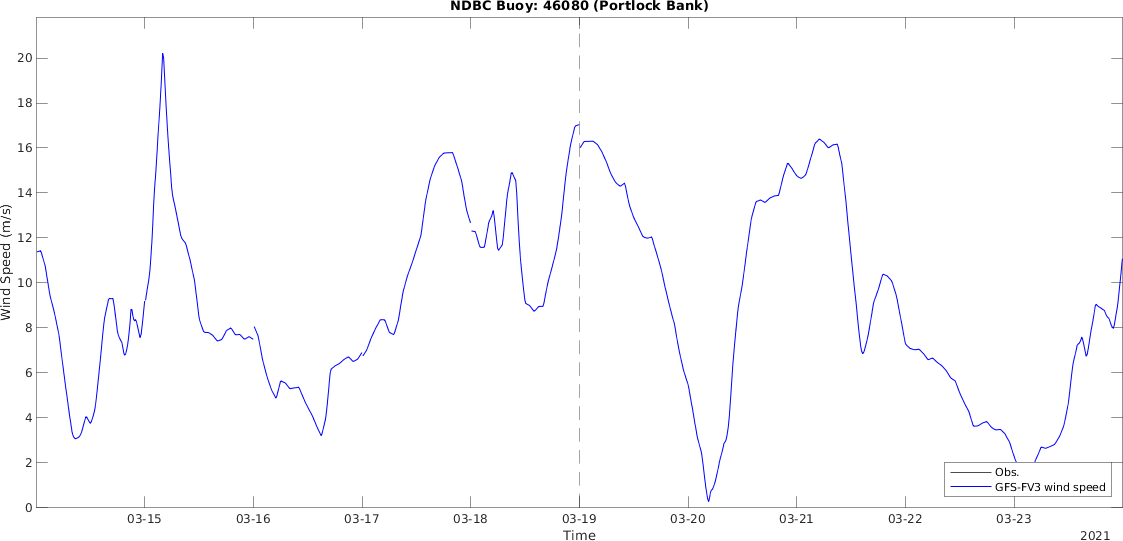 NDBC Buoy: 46080 (Portlock Bank)
20
18
16
14
12
10
8
6
4
2
0
Wind Speed (m/s)
03-15 03-16 03-17 03-18 03-19 03-20 03-21 03-22 03-23
Time
2021
Obs.
GFS-FV3 wind speed